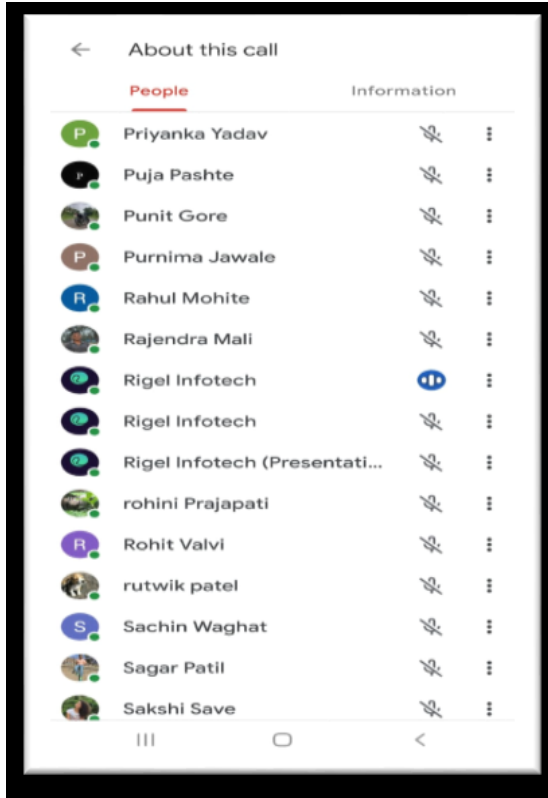 About this call
People
Information
P Priyanka Yadav
P Puja Pashte
Punit Gore
P Purnima Jawale
R Rahul Mohite
Rajendra Mali
Rigel Infotech
Rigel Infotech
Rigel Infotech (Presentati...
rohini Prajapati
R Rohit Valvi
rutwik patel
S Sachin Waghat
Sagar Patil
Sakshi Save